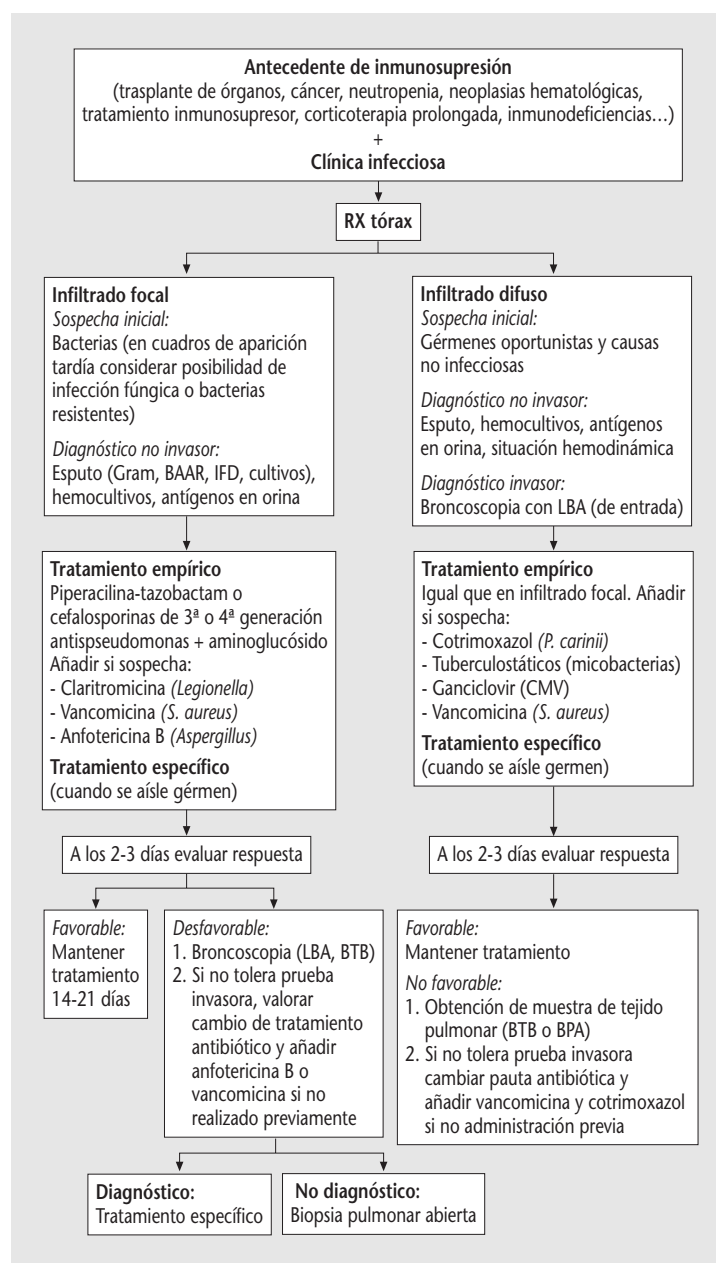 Antecedente de inmunosupresión
(trasplante de órganos, cáncer, neutropenia, neoplasias hematológicas,
tratamiento inmunosupresor, corticoterapia prolongada, inmunodeficiencias...)
+
Clínica infecciosa
RX tórax
Infiltrado focal
Sospecha inicial:
Bacterias (en cuadros de aparición
tardía considerar posibilidad de
infección fúngica o bacterias
resistentes)
Diagnóstico no invasor:
Esputo (Gram, BAAR, IFD, cultivos),
hemocultivos, antígenos en orina
Infiltrado difuso
Sospecha inicial:
Gérmenes oportunistas y causas
no infecciosas
Diagnóstico no invasor:
Esputo, hemocultivos, antígenos
en orina, situación hemodinámica
Diagnóstico invasor:
Broncoscopia con LBA (de entrada)
Tratamiento empírico
Piperacilina-tazobactam o
cefalosporinas de 3ª o 4ª generación
antispseudomonas + aminoglucósido
Añadir si sospecha:
- Claritromicina (Legionella)
- Vancomicina (S. aureus)
- Anfotericina B (Aspergillus)
Tratamiento específico
(cuando se aísle gérmen)
Tratamiento empírico
Igual que en infiltrado focal. Añadir
si sospecha:
- Cotrimoxazol (P. carinii)
- Tuberculostáticos (micobacterias)
- Ganciclovir (CMV)
- Vancomicina (S. aureus)
Tratamiento específico
(cuando se aísle germen)
A los 2-3 días evaluar respuesta
A los 2-3 días evaluar respuesta
Favorable:
Mantener
tratamiento
14-21 días
Desfavorable:
1. Broncoscopia (LBA, BTB)
2. Si no tolera prueba
invasora, valorar
cambio de tratamiento
antibiótico y añadir
anfotericina B o
vancomicina si no
realizado previamente
Favorable:
Mantener tratamiento
No favorable:
1. Obtención de muestra de tejido
pulmonar (BTB o BPA)
2. Si no tolera prueba invasora
cambiar pauta antibiótica y
añadir vancomicina y cotrimoxazol
si no administración previa
Diagnóstico:
Tratamiento específico
No diagnóstico:
Biopsia pulmonar abierta